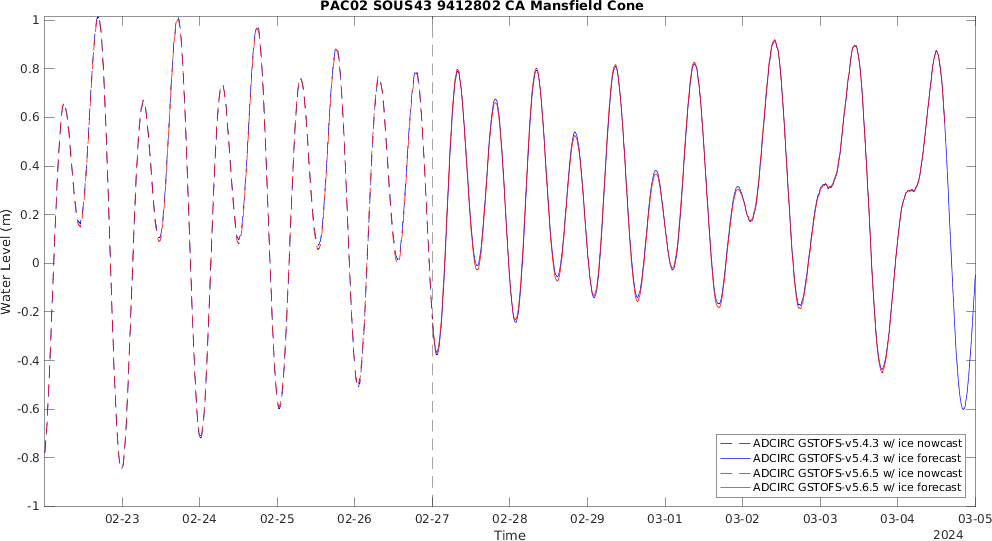 PAC02 SOUS43 9412802 CA Mansfield Cone
Water Level (m)
1
0.8
0.6
0.4
0.2
0
-0.2
-0.4
-0.6
-0.8
-1
02-23 02-24 02-25 02-26 02-27 02-28 02-29 03-01 03-02 03-03 03-04 03-05
Time
2024
ADCIRC GSTOFS-v5.4.3 w/ ice nowcast
ADCIRC GSTOFS-v5.4.3 w/ ice forecast
ADCIRC GSTOFS-v5.6.5 w/ ice nowcast
ADCIRC GSTOFS-v5.6.5 w/ ice forecast